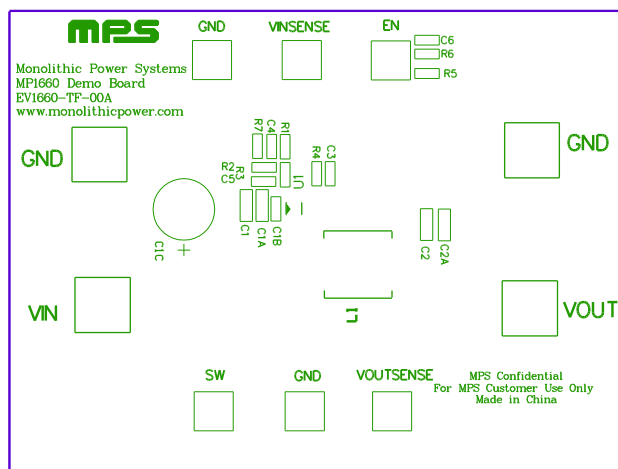 MPS
GND VINSENSE EN
C6
R6
R5
Monolithic Power Systems
MP1660 Demo Board
EV1660-TF-00A
www.monolithicpower.com
R7 C4 R1
GND
GND
R2 R3 R4 C3
C5 U1
C1 C1A C1B
C1C
C2 C2A
VIN
L1
VOUT
SW GND VOUTSENSE
MPS Confidential
For MPS Customer Use Only
Made in China